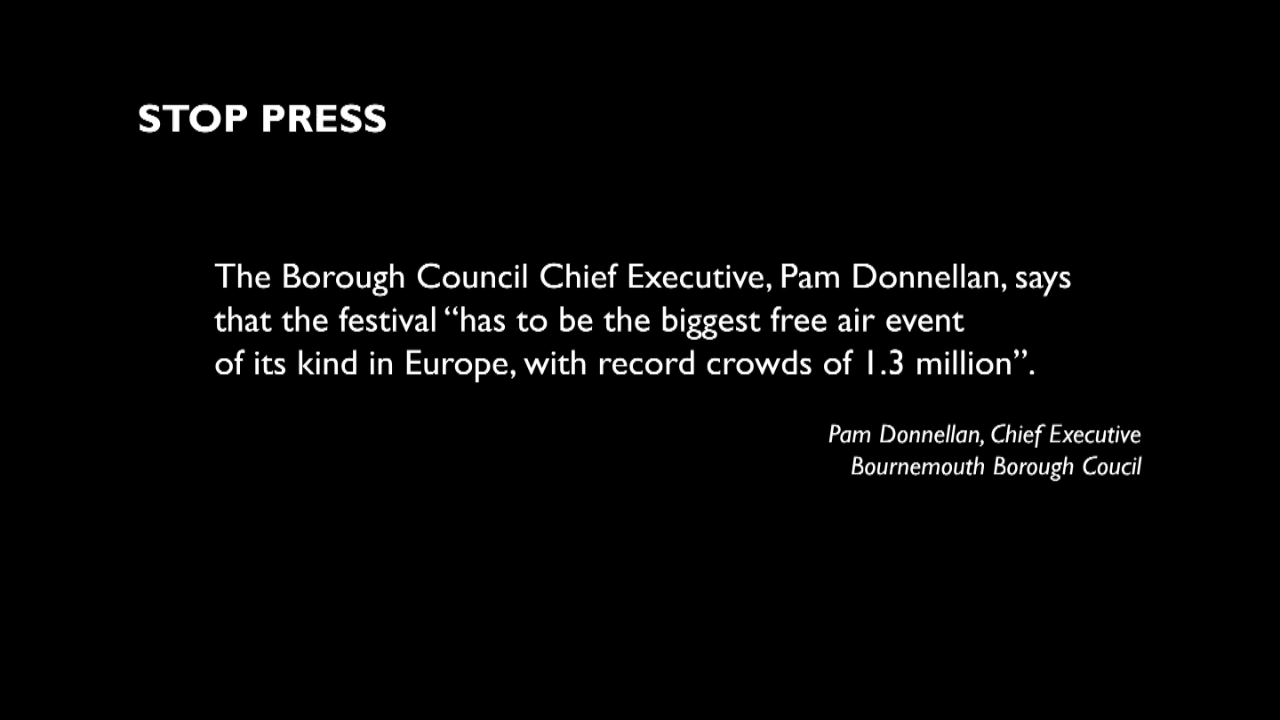 STOP PRESS
The Borough Council Chief Executive, Pam Donnellan, says
that the festival “has to be the biggest free air event
of its kind in Europe, with record crowds of 1.3 million”.
Pam Donnellan, Chief Executive
Bournemouth Borough Coucil